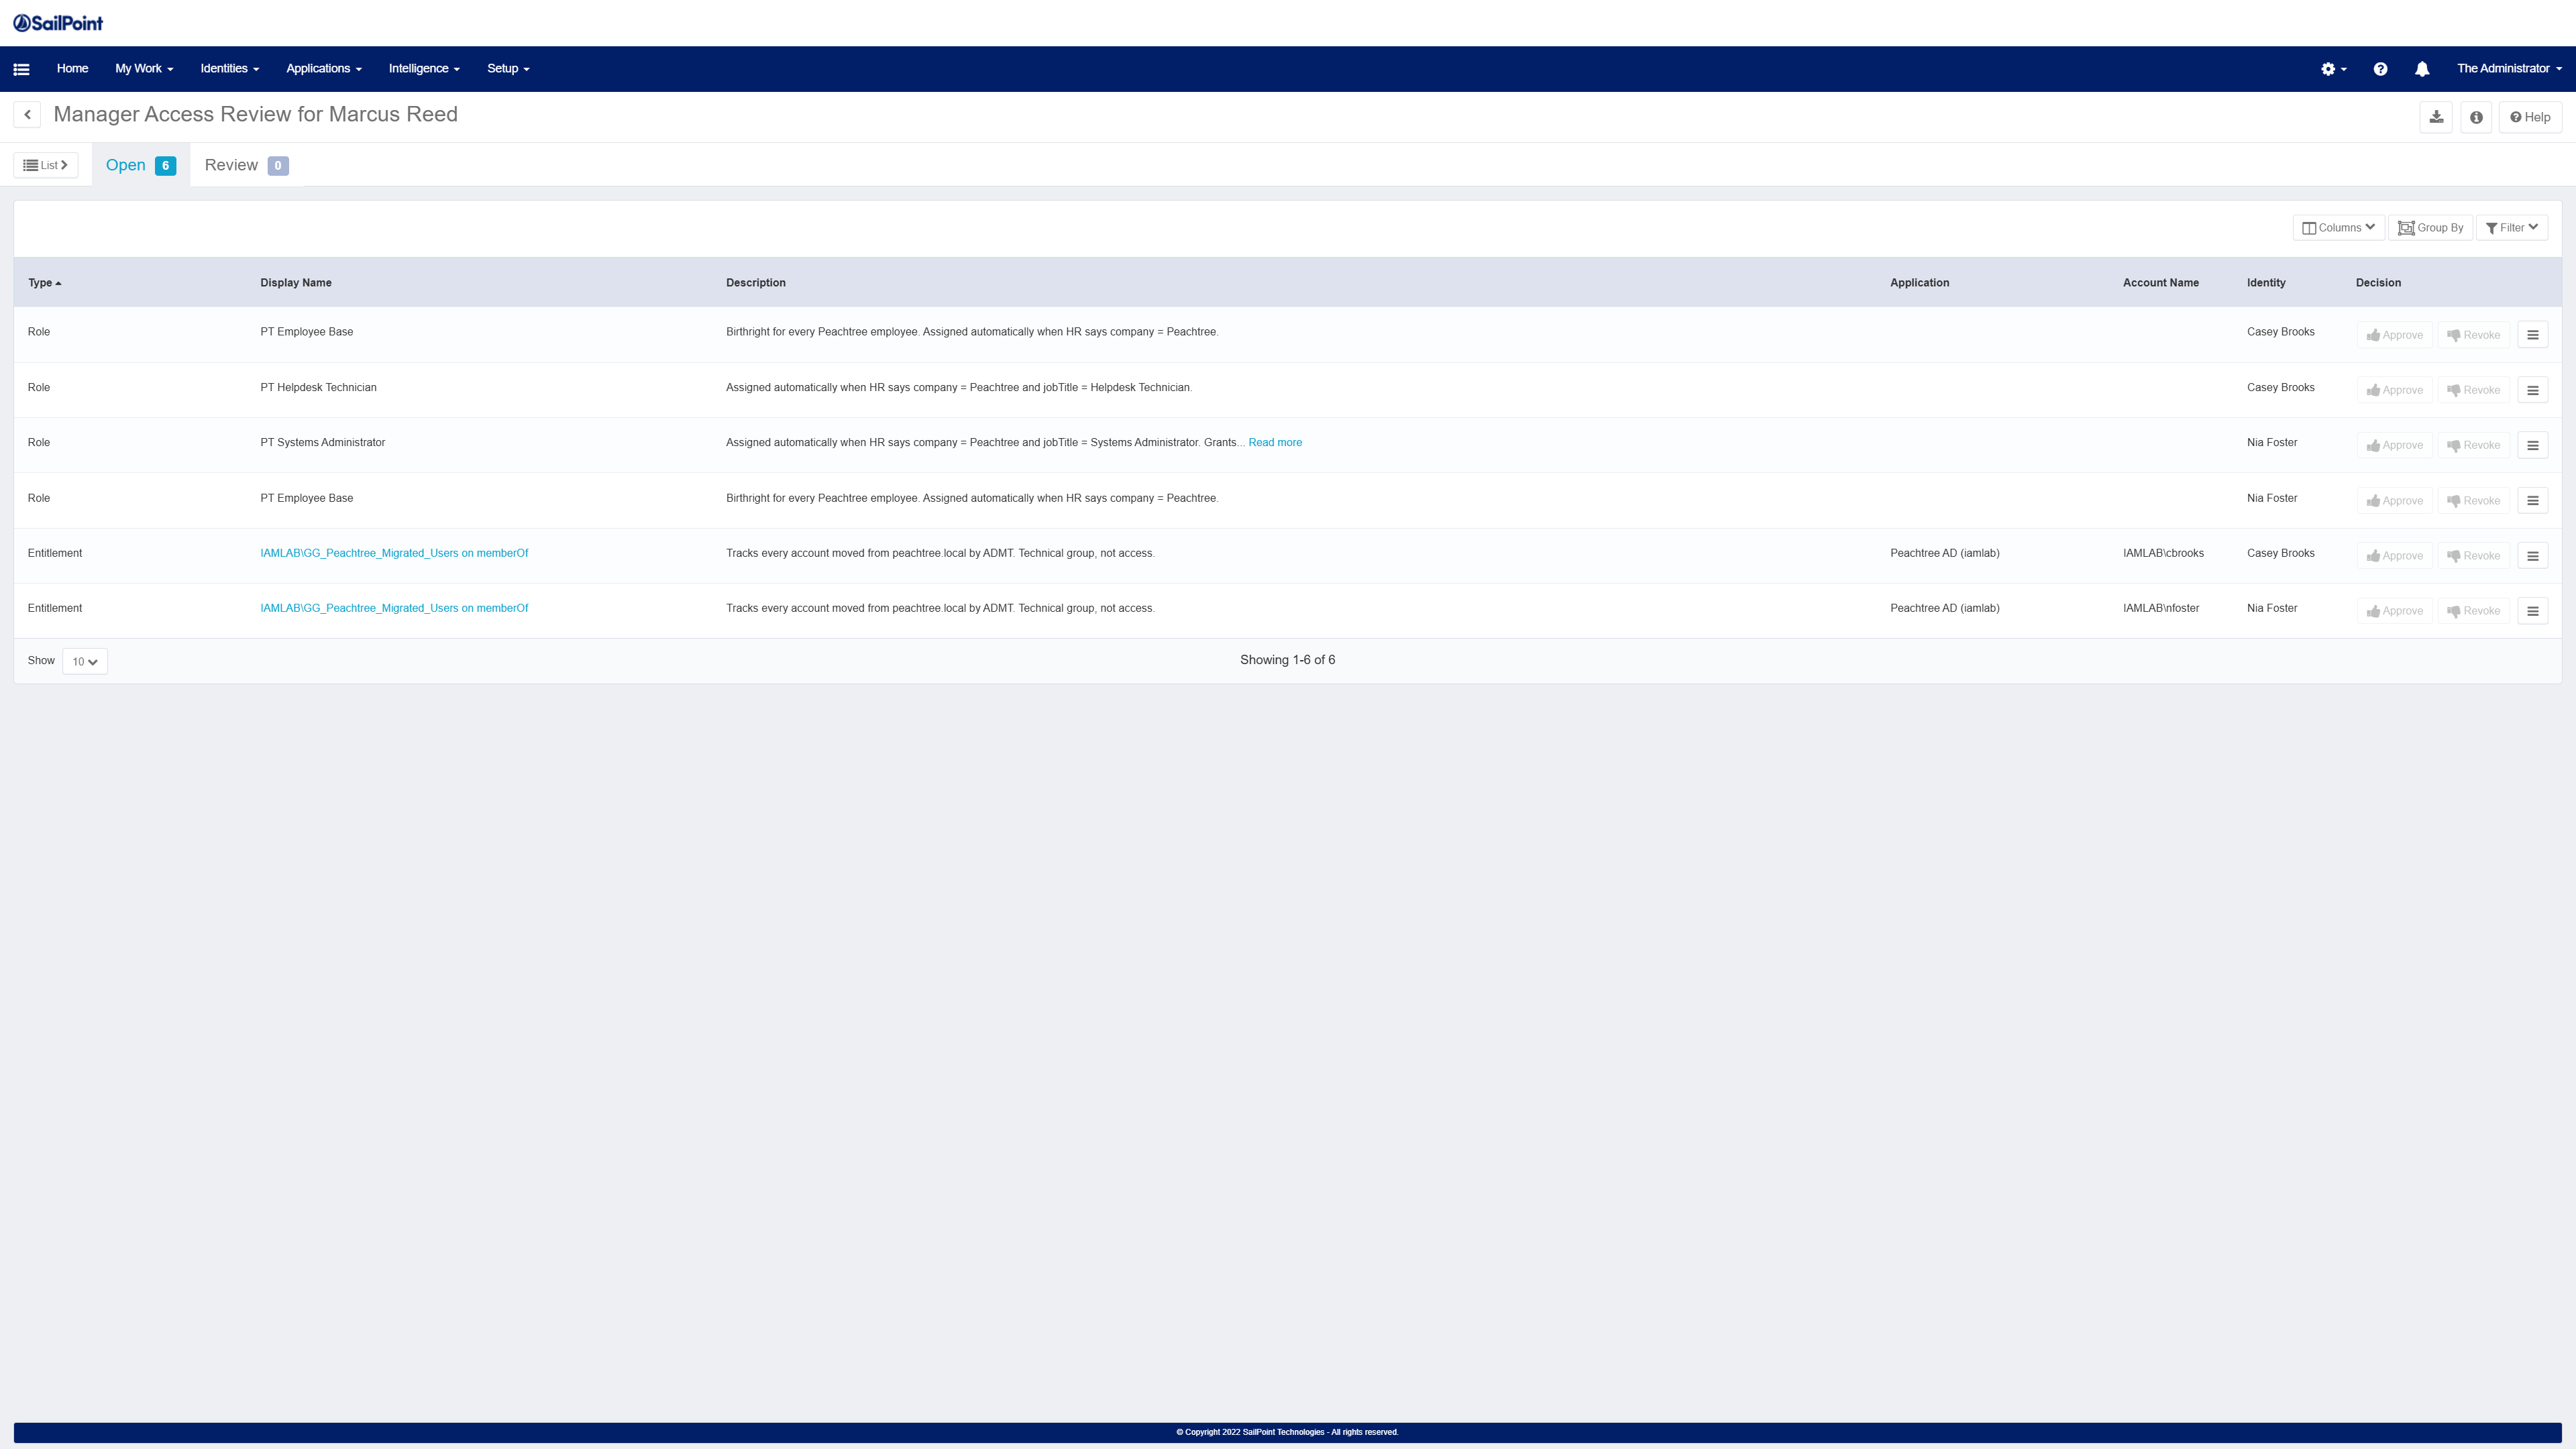 SailPoint
Home My Work Identities Applications Intelligence Setup The Administrator
Manager Access Review for Marcus Reed Help
List Open 6 Review 0
Columns Group By Filter
Type Display Name Description Application Account Name Identity Decision
Role PT Employee Base Birthright for every Peachtree employee. Assigned automatically when HR says company = Peachtree. Casey Brooks Approve Revoke
Role PT Helpdesk Technician Assigned automatically when HR says company = Peachtree and jobTitle = Helpdesk Technician. Casey Brooks Approve Revoke
Role PT Systems Administrator Assigned automatically when HR says company = Peachtree and jobTitle = Systems Administrator. Grants... Read more Nia Foster Approve Revoke
Role PT Employee Base Birthright for every Peachtree employee. Assigned automatically when HR says company = Peachtree. Nia Foster Approve Revoke
Entitlement IAMLAB\GG_Peachtree_Migrated_Users on memberOf Tracks every account moved from peachtree.local by ADMT. Technical group, not access. Peachtree AD (iamlab) IAMLAB\cbrooks Casey Brooks Approve Revoke
Entitlement IAMLAB\GG_Peachtree_Migrated_Users on memberOf Tracks every account moved from peachtree.local by ADMT. Technical group, not access. Peachtree AD (iamlab) IAMLAB\nfoster Nia Foster Approve Revoke
Show 10 Showing 1-6 of 6
© Copyright 2022 SailPoint Technologies - All rights reserved.